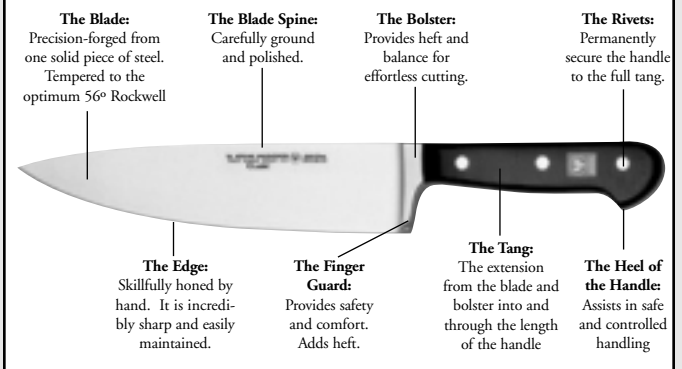 The Blade:
Precision-forged from
one solid piece of steel.
Tempered to the
optimum 56º Rockwell
The Blade Spine:
Carefully ground
and polished.
The Bolster:
Provides heft and
balance for
effortless cutting.
The Rivets:
Permanently
secure the handle
to the full tang.
The Edge:
Skillfully honed by
hand. It is incredi-
bly sharp and easily
maintained.
The Finger
Guard:
Provides safety
and comfort.
Adds heft.
The Tang:
The extension
from the blade and
bolster into and
through the length
of the handle
The Heel of
the Handle:
Assists in safe
and controlled
handling